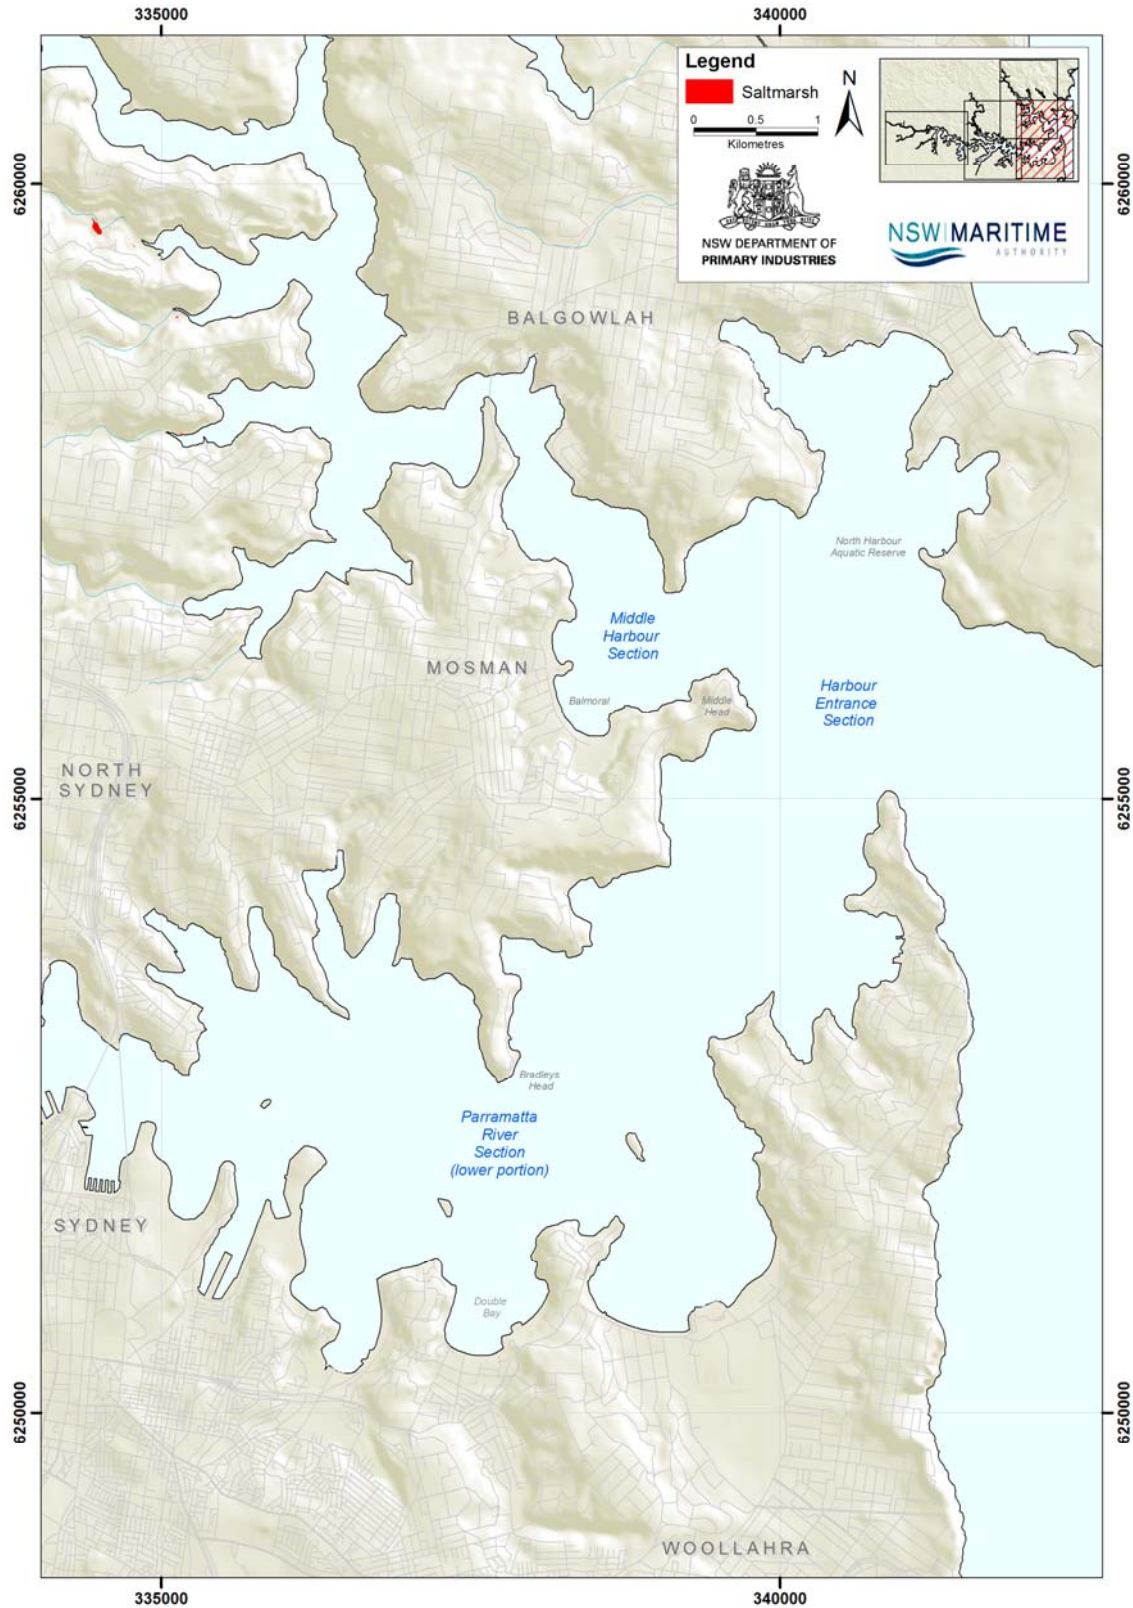 335000
340000
Legend
Saltmarsh
0
0.5
1
Kilometres
N
NSW DEPARTMENT OF
PRIMARY INDUSTRIES
NSW MARITIME
AUTHORITY
6260000
6260000
BALGOWLAH
North Harbour
Aquatic Reserve
Middle
Harbour
Section
MOSMAN
Harbour
Entrance
Section
Balmoral
Middle
Head
NORTH
SYDNEY
6255000
6255000
Bradleys
Head
Parramatta
River
Section
(lower portion)
SYDNEY
Double
Bay
6250000
6250000
WOOLLAHRA
335000
340000